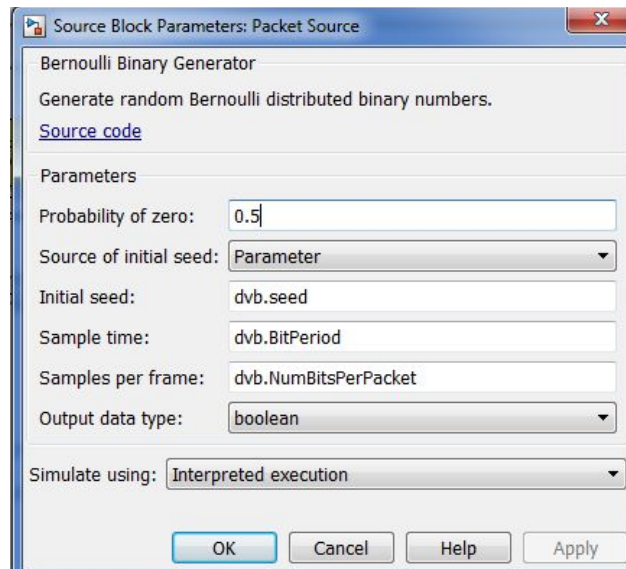 Source Block Parameters: Packet Source
Bernoulli Binary Generator
Generate random Bernoulli distributed binary numbers.
Source code
Parameters
Probability of zero: 0.5
Source of initial seed: Parameter
Initial seed: dvb.seed
Sample time: dvb.BitPeriod
Samples per frame: dvb.NumBitsPerPacket
Output data type: boolean
Simulate using: Interpreted execution
OK Cancel Help Apply